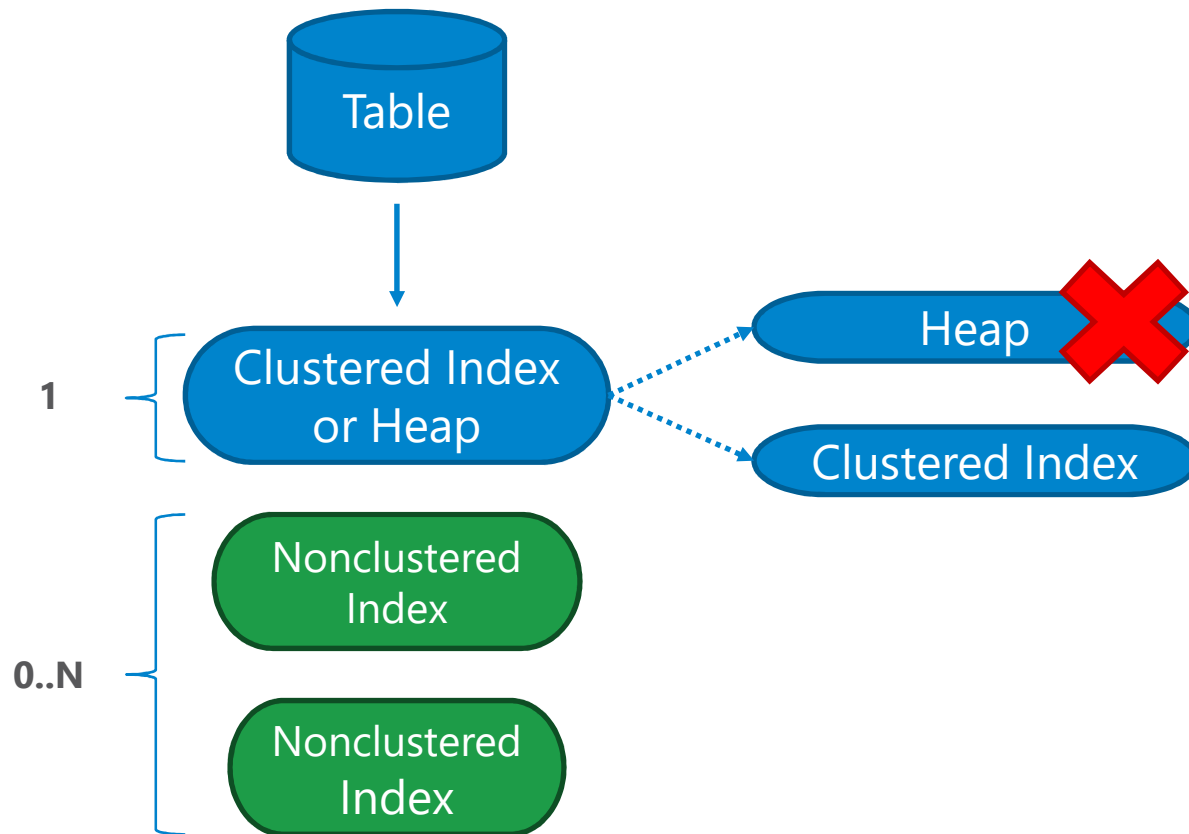 Table
1
Clustered Index
or Heap
Heap
Clustered Index
0..N
Nonclustered
Index
Nonclustered
Index